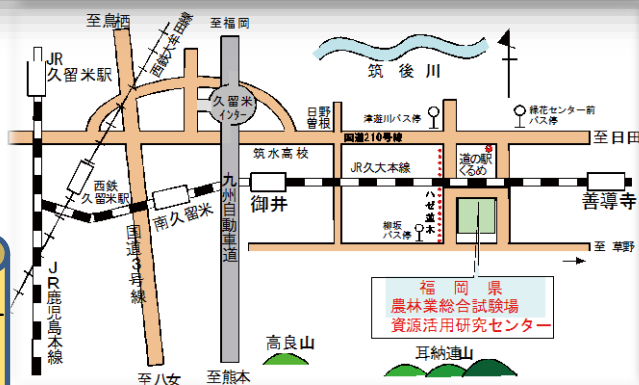 至鳥栖
西鉄大牟田線
至福岡
JR
久留米駅
筑後川
久留米
インター
日野
曽根
津遊川バス停
緑花センター前
バス停
国道210号線
至日田
筑水高校
道の駅
くるめ
JR久大本線
西鉄
久留米駅
南久留米
御井
善導寺
九州自動車道
ハゼ並木
柳坂
バス停
国道3号線
至 草野
JR鹿児島本線
福岡県
農林業総合試験場
資源活用研究センター
高良山
耳納連山
至八女
至熊本